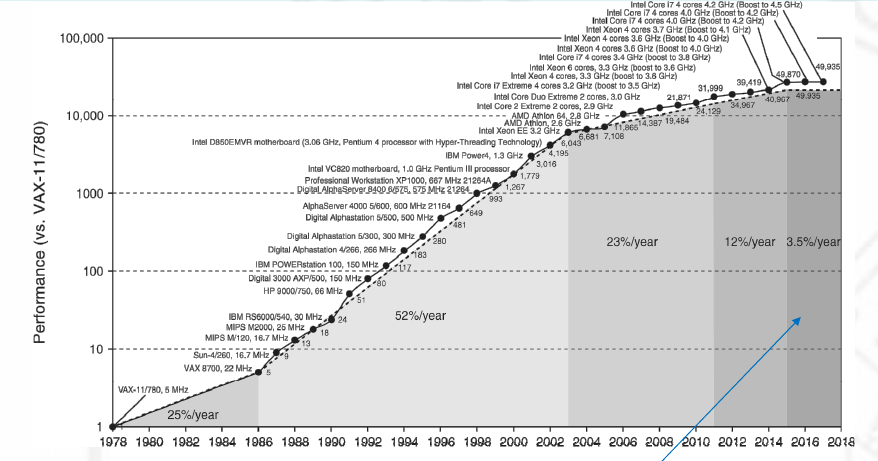 Intel Core i7 4 cores 4.2 GHz (Boost to 4.5 GHz)
Intel Core i7 4 cores 4.0 GHz (Boost to 4.2 GHz)
Intel Core i7 4 cores 4.0 GHz (Boost to 4.2 GHz)
Intel Xeon 4 cores 3.7 GHz (Boost to 4.1 GHz)
Intel Xeon 4 cores 3.6 GHz (Boost to 4.0 GHz)
Intel Xeon 4 cores 3.6 GHz (Boost to 4.0 GHz)
Intel Core i7 4 cores 3.4 GHz (boost to 3.8 GHz)
Intel Xeon 6 cores, 3.3 GHz (boost to 3.6 GHz)
Intel Xeon 4 cores, 3.3 GHz (boost to 3.6 GHz)
Intel Core i7 Extreme 4 cores 3.2 GHz (boost to 3.5 GHz)
Intel Core Duo Extreme 2 cores, 3.0 GHz
Intel Core 2 Extreme 2 cores, 2.9 GHz
AMD Athlon 64, 2.8 GHz
AMD Athlon, 2.6 GHz
Intel Xeon EE 3.2 GHz
Intel D850EMVR motherboard (3.06 GHz, Pentium 4 processor with Hyper-Threading Technology)
IBM Power4, 1.3 GHz
Intel VC820 motherboard, 1.0 GHz Pentium III processor
Professional Workstation XP1000, 667 MHz 21264A
Digital AlphaServer 8400 6/575, 575 MHz 21264
AlphaServer 4000 5/600, 600 MHz 21164
Digital Alphastation 5/500, 500 MHz
Digital Alphastation 5/300, 300 MHz
Digital Alphastation 4/266, 266 MHz
IBM POWERstation 100, 150 MHz
Digital 3000 AXP/500, 150 MHz
HP 9000/750, 66 MHz
IBM RS6000/540, 30 MHz
MIPS M2000, 25 MHz
MIPS M/120, 16.7 MHz
Sun-4/260, 16.7 MHz
VAX 8700, 22 MHz
VAX-11/780, 5 MHz
5
9
13
18
24
51
80
117
183
280
481
649
993
1,267
1,779
3,016
4,195
6,043
6,681
7,108
11,865
14,387
19,484
21,871
24,129
31,999
34,967
39,419
40,967
49,870
49,935
49,935
25%/year
52%/year
23%/year
12%/year
3.5%/year
Performance (vs. VAX-11/780)
100,000
10,000
1000
100
10
1
1978 1980 1982 1984 1986 1988 1990 1992 1994 1996 1998 2000 2002 2004 2006 2008 2010 2012 2014 2016 2018